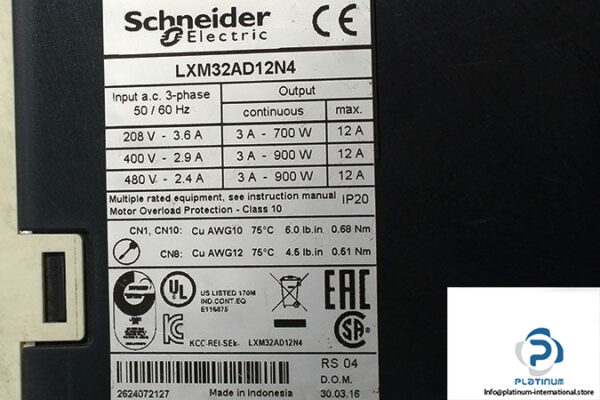 Schneider
Electric
CE
LXM32AD12N4
Input a.c. 3-phase
50 / 60 Hz
Output
continuous
max.
208 V - 3.6 A
3 A - 700 W
12 A
400 V - 2.9 A
3 A - 900 W
12 A
480 V - 2.4 A
3 A - 900 W
12 A
Multiple rated equipment, see instruction manual
Motor Overload Protection - Class 10
IP20
CN1, CN10: Cu AWG10 75°C 6.0 lb.in 0.68 Nm
CN8: Cu AWG12 75°C 4.5 lb.in 0.51 Nm
UL
US LISTED 170M
IND.CONT.EQ
E116875
EAC
KCC-REI-SEk- LXM32AD12N4
SA
2624072127
Made in Indonesia
RS 04
D.O.M.
30.03.16
PLATINUM
info@platinum-international.store